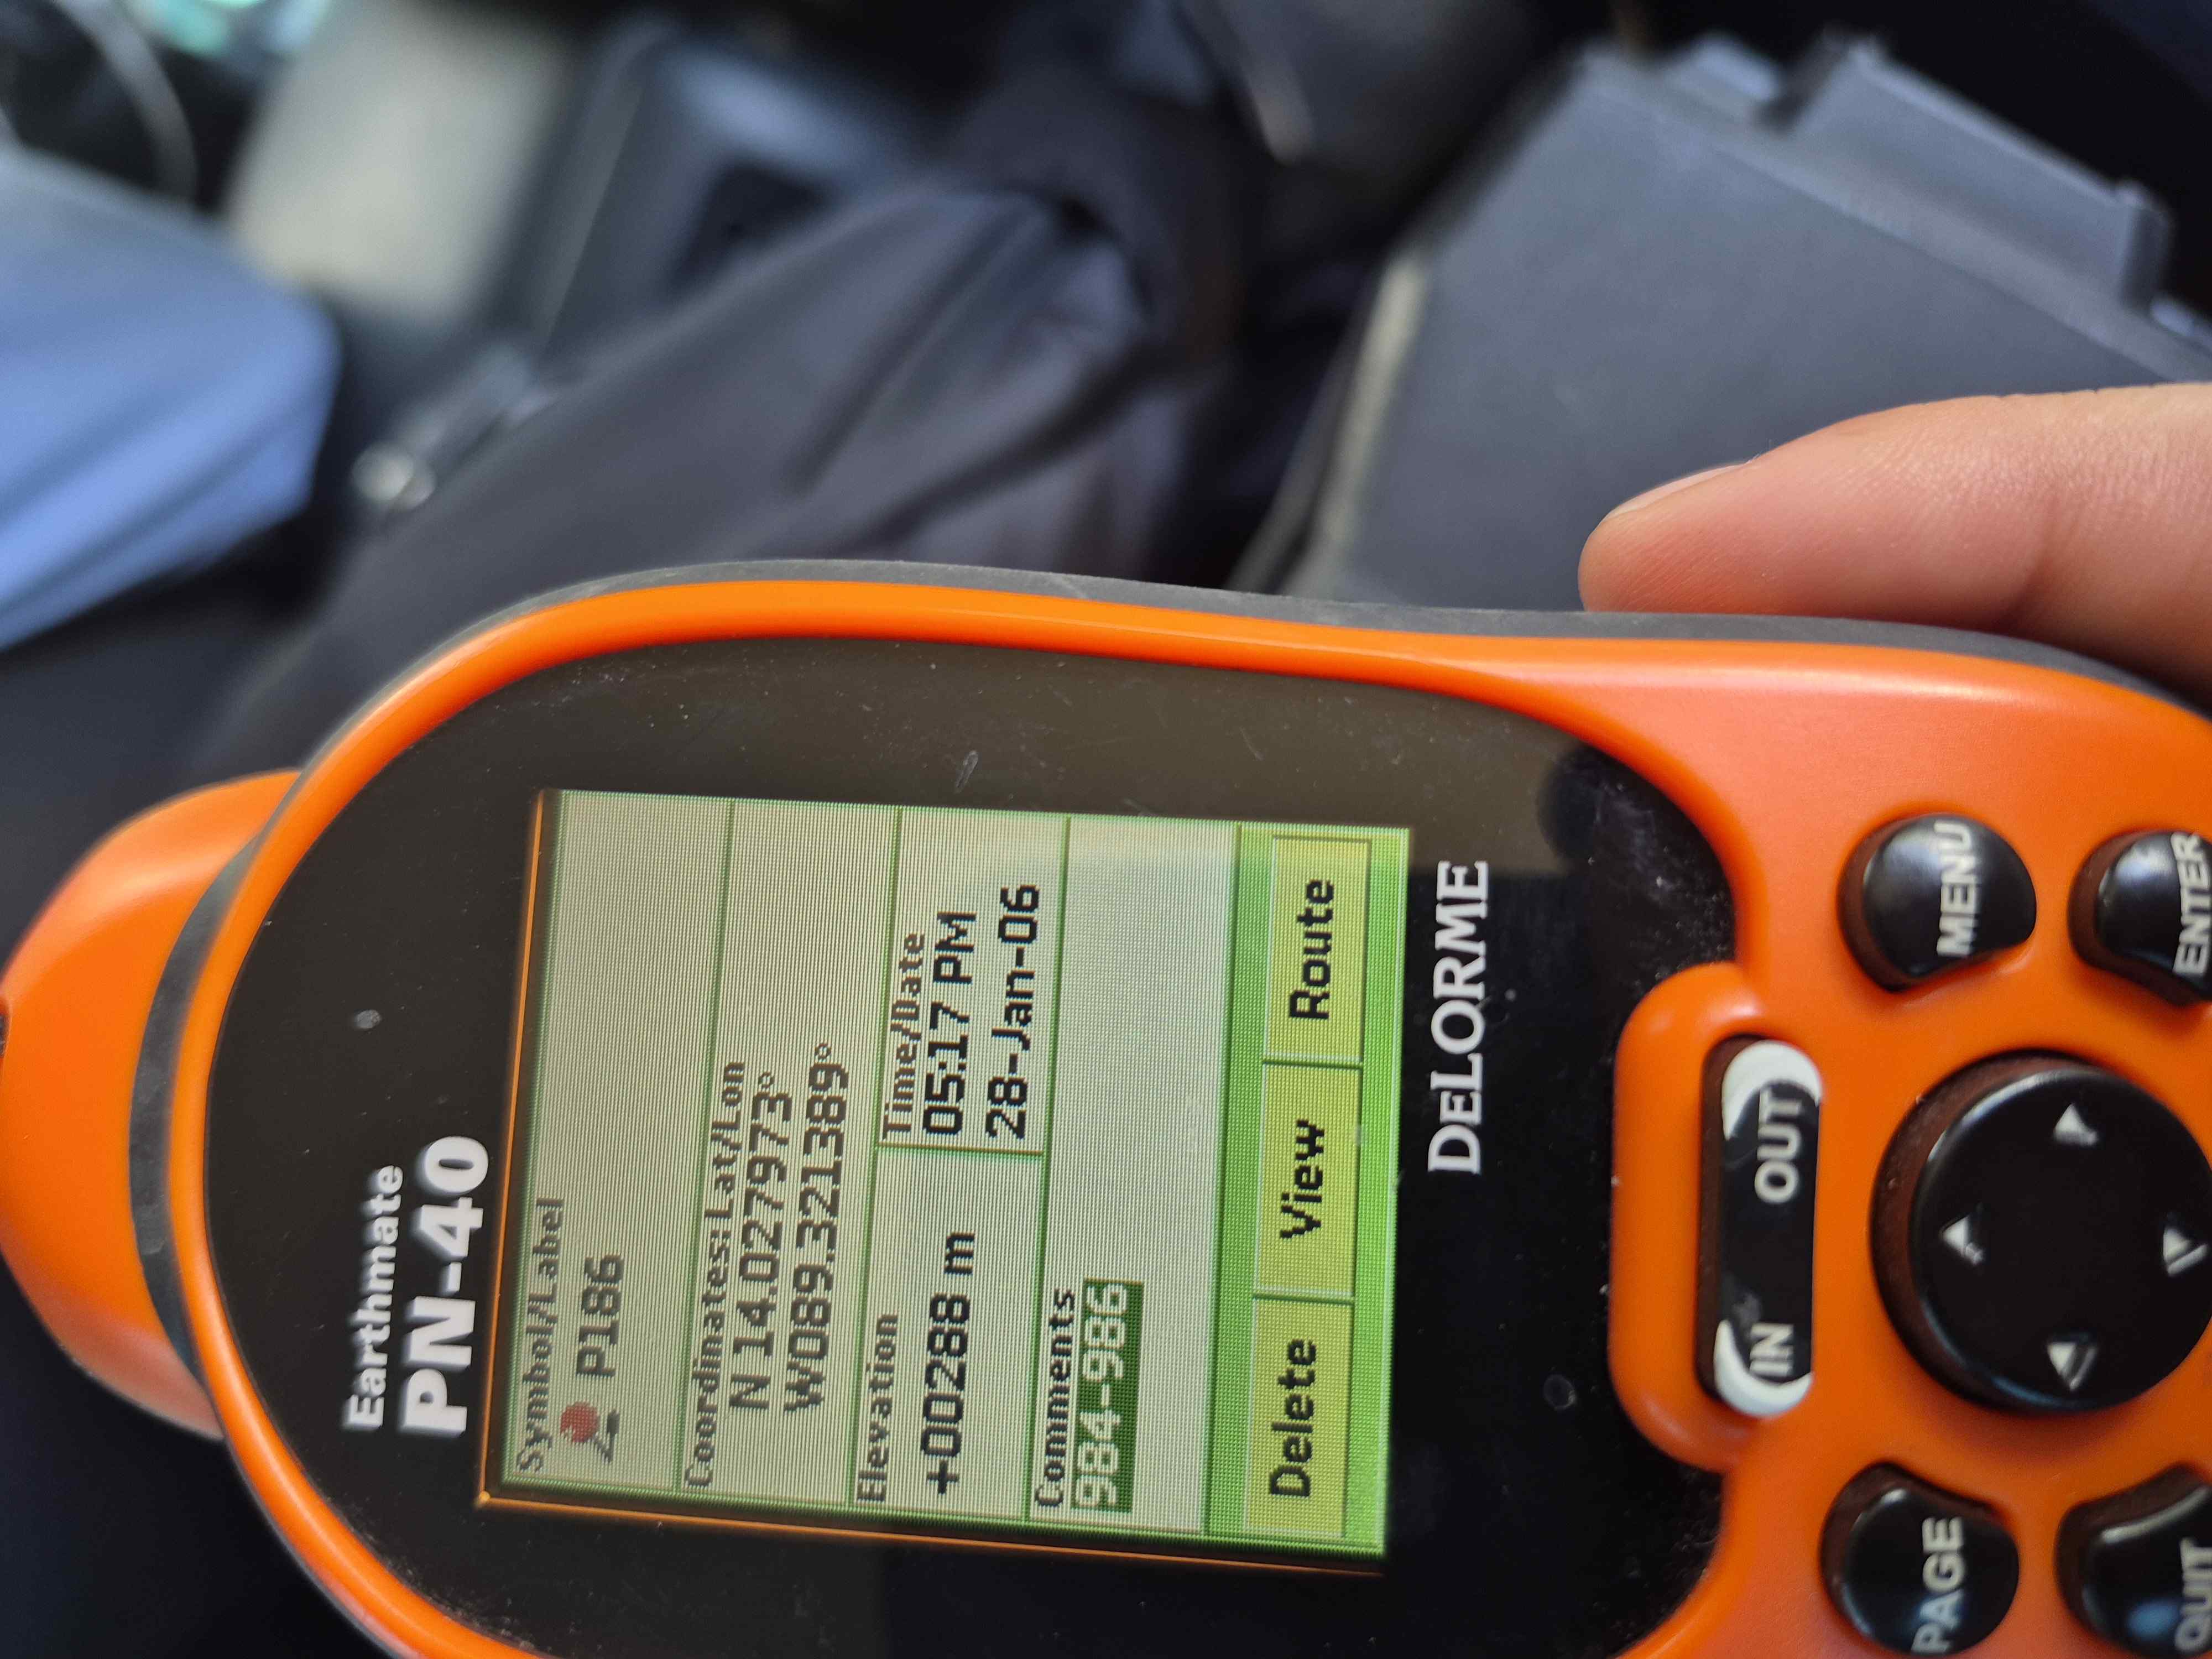 Earthmate
PN-40
Symbol/Label
P186
Coordinates: Lat/Lon
N 14.027973°
W089.321389°
Elevation
+00288 m
Time/Date
05:17 PM
28-Jan-06
Comments
984-986
Delete View Route
DELORME
PAGE
IN OUT
MENU
QUIT
ENTER